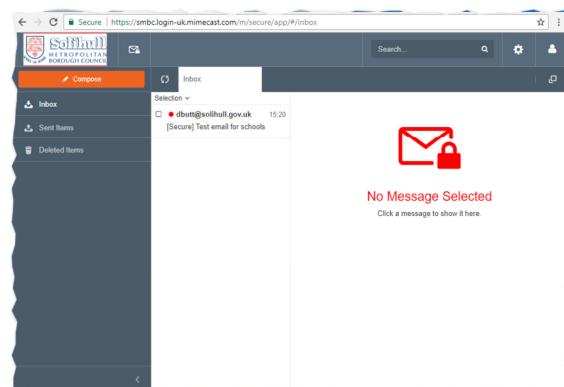 Secure
https://smbc.login-uk.mimecast.com/m/secure/app/#/inbox
Solihull
METROPOLITAN
BOROUGH COUNCIL
Search...
Compose
Inbox
Inbox
Sent Items
Deleted Items
Selection
dbutt@solihull.gov.uk 15:20
[Secure] Test email for schools
No Message Selected
Click a message to show it here.